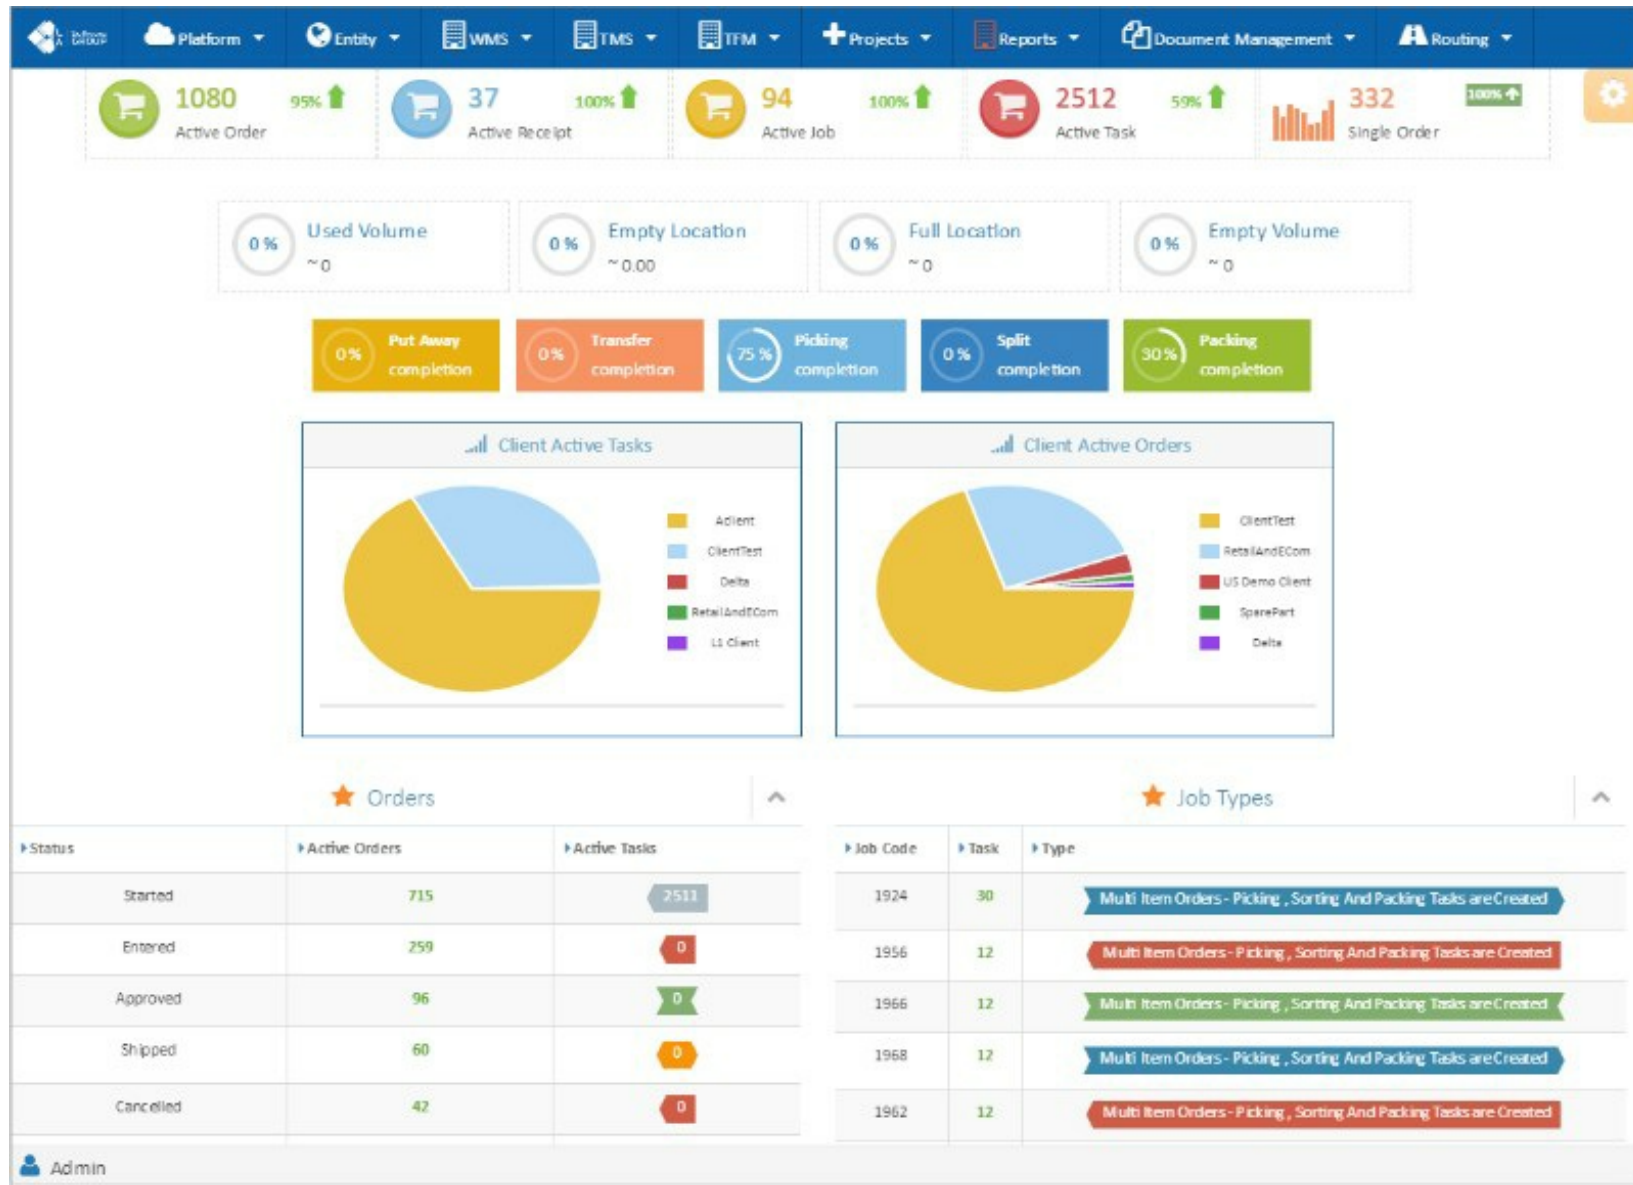 GROUP Platform Entity WMS TMS TFM Projects Reports Document Management Routing
1080 95% 37 100% 94 100% 2512 59% 332 100%
Active Order Active Receipt Active Job Active Task Single Order
0 % Used Volume 0 % Empty Location 0 % Full Location 0 % Empty Volume
~ 0 ~ 0.00 ~ 0 ~ 0
0 % Put Away 0 % Transfer 75 % Picking 0 % Split 30 % Packing
completion completion completion completion completion
Client Active Tasks Client Active Orders
Aclient ClientTest
ClientTest RetailAndECom
Delta US Demo Client
RetailAndECom SparePart
L1 Client Delta
Orders Job Types
Status Active Orders Active Tasks Job Code Task Type
Started 715 2511 1924 30 Multi Item Orders - Picking , Sorting And Packing Tasks are Created
Entered 259 0 1956 12 Multi Item Orders - Picking , Sorting And Packing Tasks are Created
Approved 96 0 1966 12 Multi Item Orders - Picking , Sorting And Packing Tasks are Created
Shipped 60 0 1968 12 Multi Item Orders - Picking , Sorting And Packing Tasks are Created
Cancelled 42 0 1962 12 Multi Item Orders - Picking , Sorting And Packing Tasks are Created
Admin